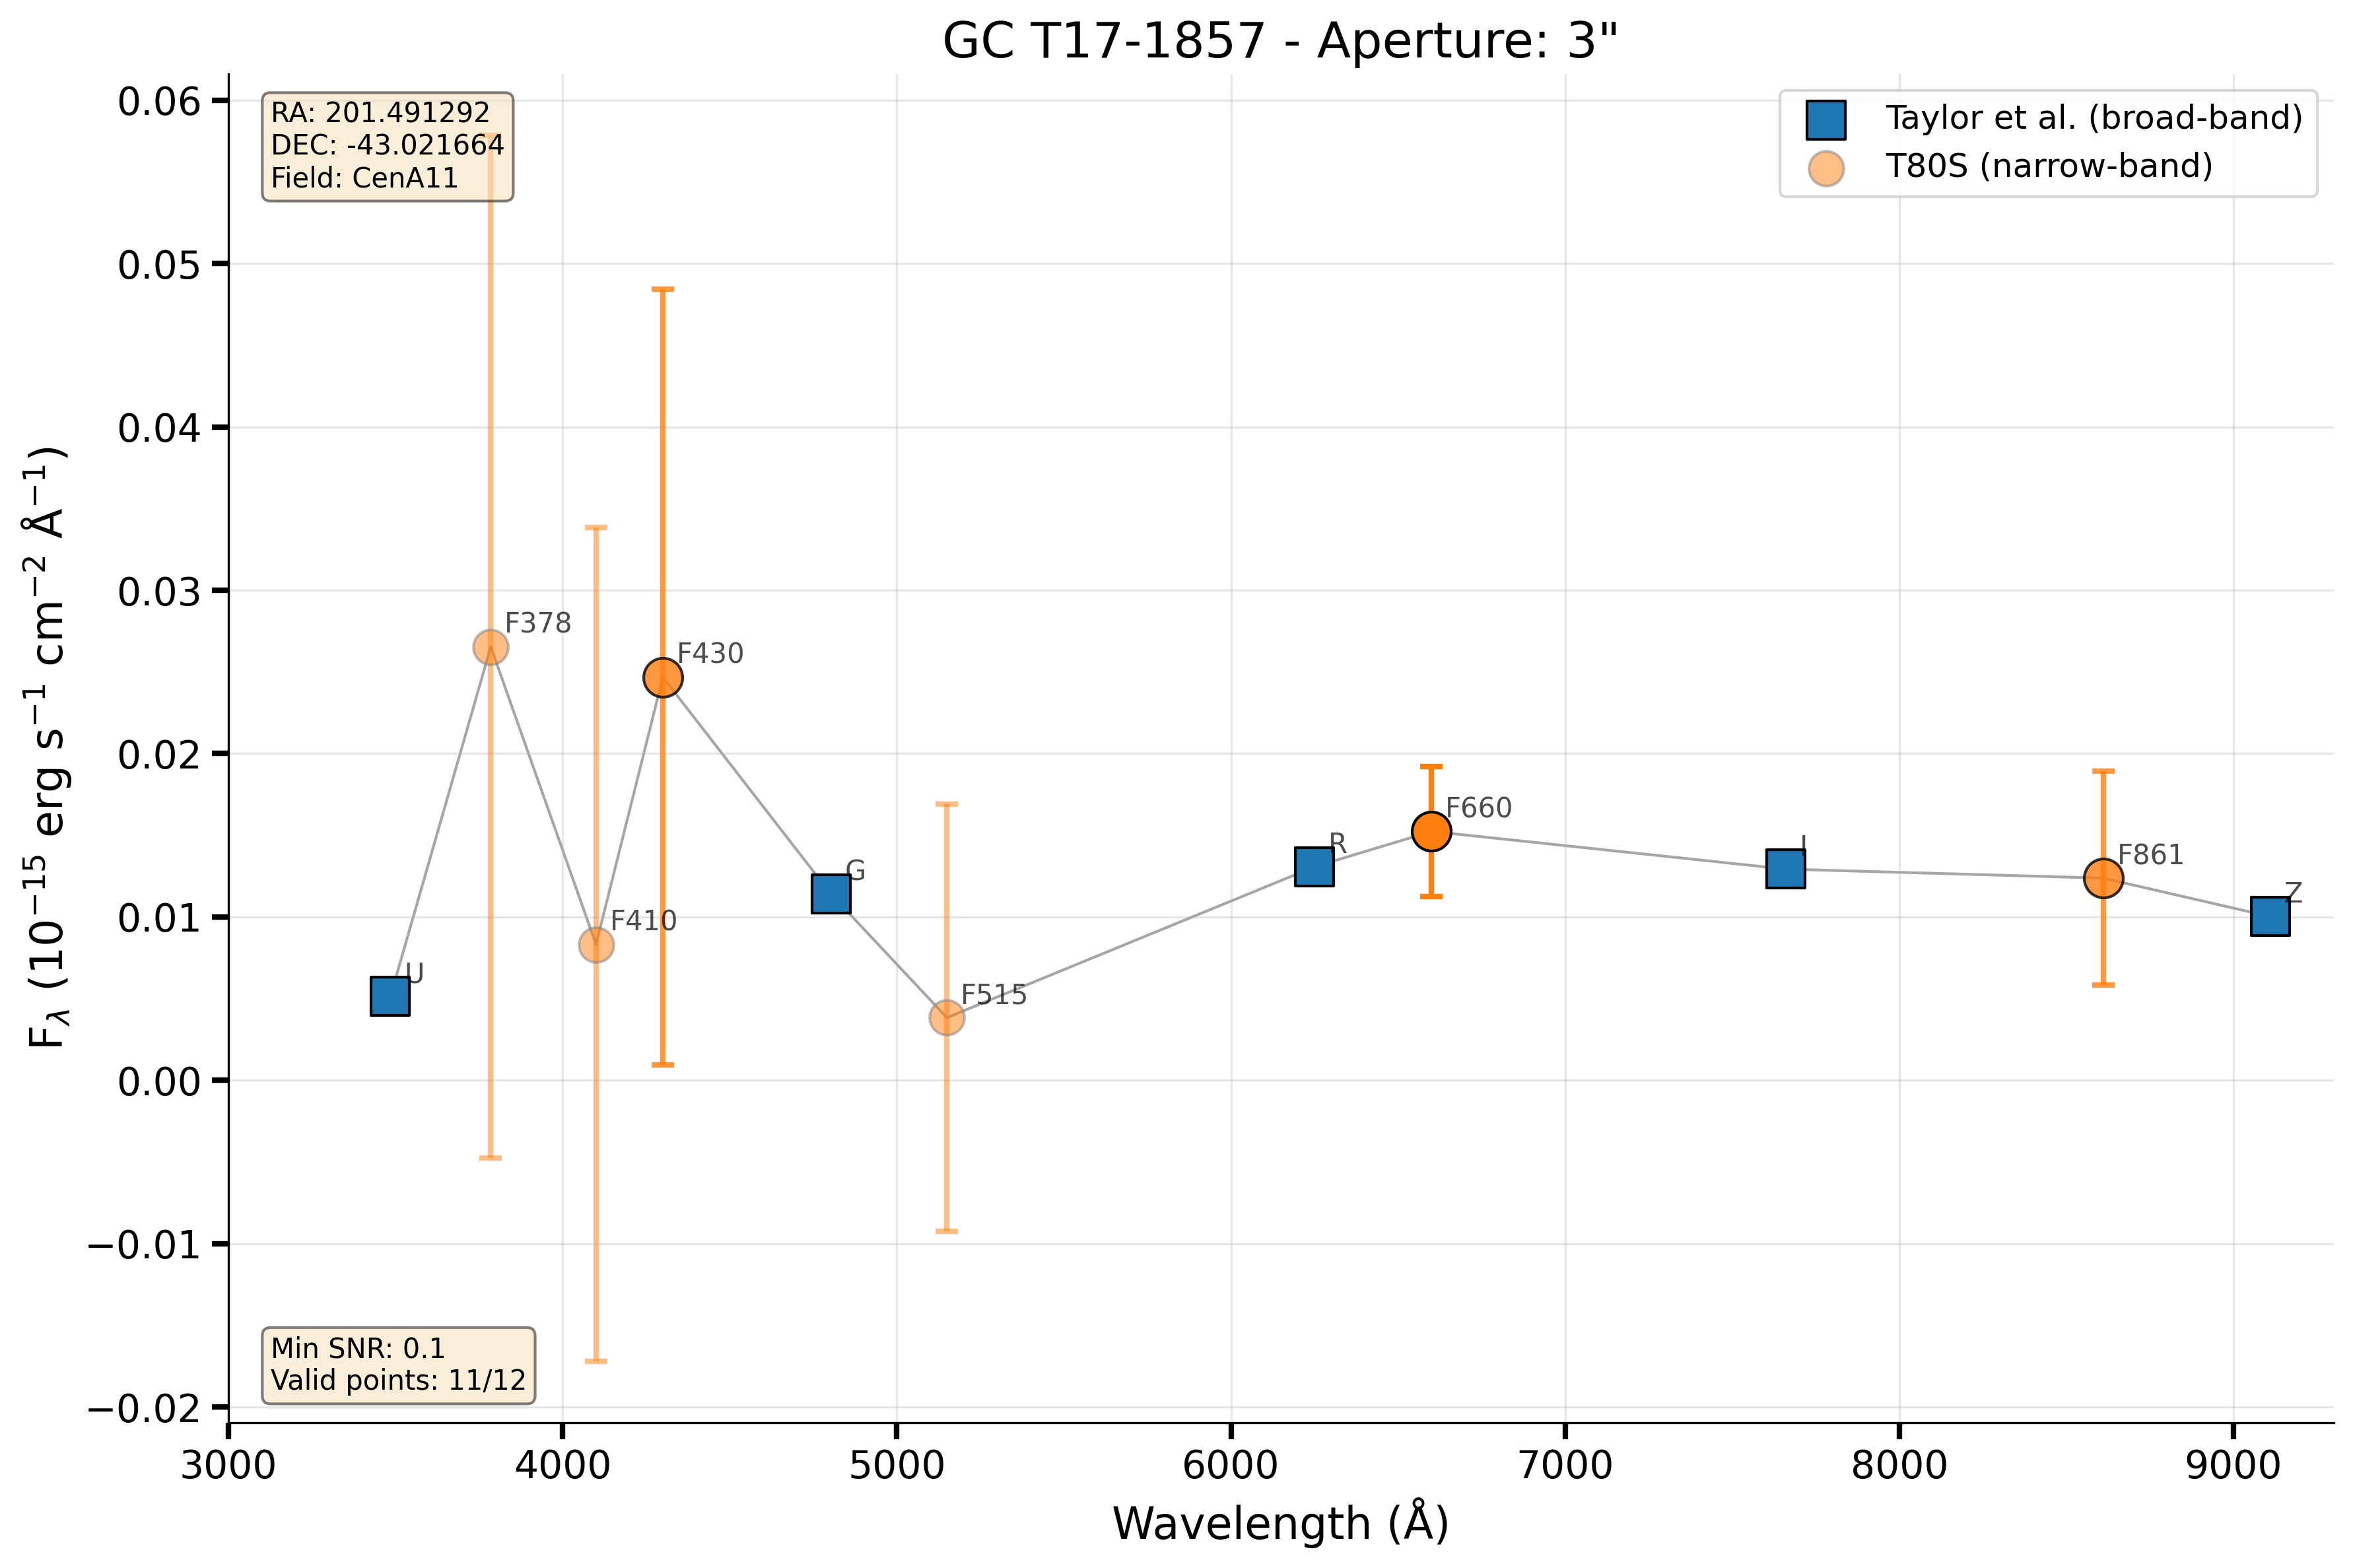 GC T17-1857 - Aperture: 3"
RA: 201.491292
DEC: -43.021664
Field: CenA11
Taylor et al. (broad-band)
T80S (narrow-band)
0.06
0.05
0.04
0.03
0.02
0.01
0.00
−0.01
−0.02
F_λ (10⁻¹⁵ erg s⁻¹ cm⁻² Å⁻¹)
U
F378
F410
F430
G
F515
R
F660
I
F861
Z
Min SNR: 0.1
Valid points: 11/12
3000 4000 5000 6000 7000 8000 9000
Wavelength (Å)